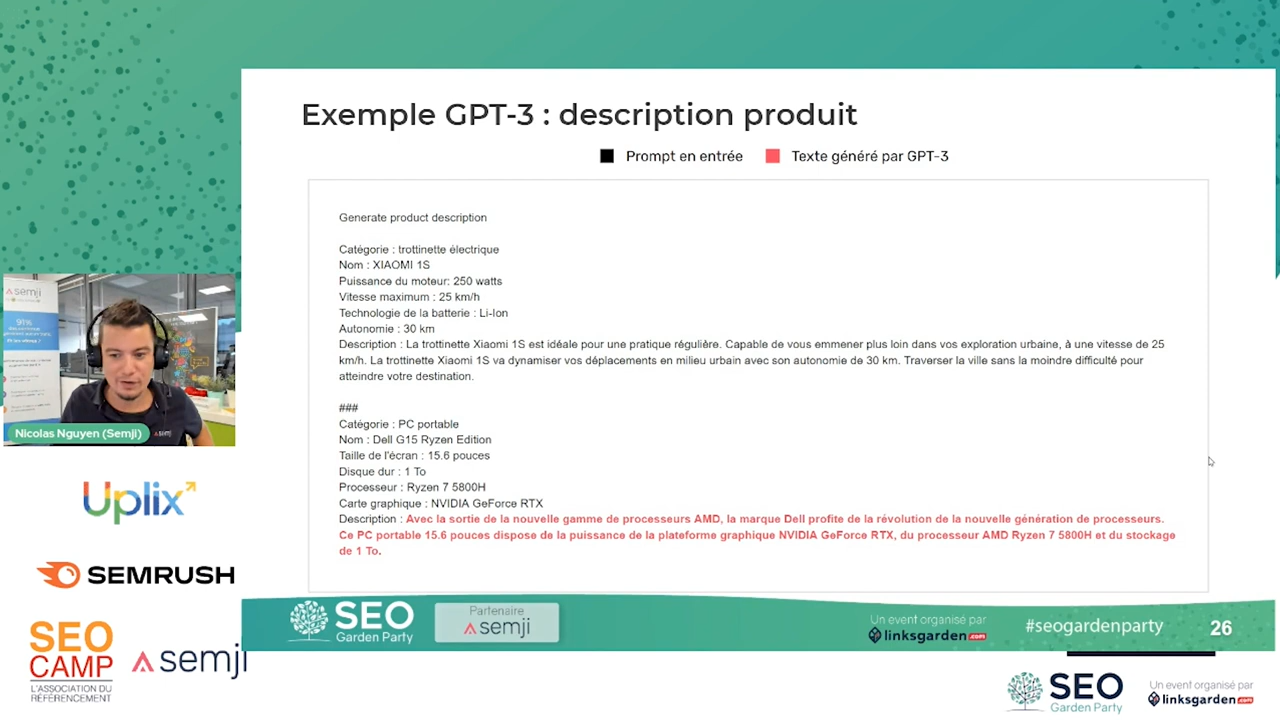 Exemple GPT-3 : description produit
Prompt en entrée
Texte généré par GPT-3
Generate product description
Catégorie : trottinette électrique
Nom : XIAOMI 1S
Puissance du moteur: 250 watts
Vitesse maximum : 25 km/h
Technologie de la batterie : Li-Ion
Autonomie : 30 km
Description : La trottinette Xiaomi 1S est idéale pour une pratique régulière. Capable de vous emmener plus loin dans vos exploration urbaine, à une vitesse de 25
km/h. La trottinette Xiaomi 1S va dynamiser vos déplacements en milieu urbain avec son autonomie de 30 km. Traverser la ville sans la moindre difficulté pour
atteindre votre destination.
###
Catégorie : PC portable
Nom : Dell G15 Ryzen Edition
Taille de l'écran : 15.6 pouces
Disque dur : 1 To
Processeur : Ryzen 7 5800H
Carte graphique : NVIDIA GeForce RTX
Description : Avec la sortie de la nouvelle gamme de processeurs AMD, la marque Dell profite de la révolution de la nouvelle génération de processeurs.
Ce PC portable 15.6 pouces dispose de la puissance de la plateforme graphique NVIDIA GeForce RTX, du processeur AMD Ryzen 7 5800H et du stockage
de 1 To.
semji
91%
Nicolas Nguyen (Semji)
semji
Uplix
SEMRUSH
SEO
CAMP
L'ASSOCIATION DU
RÉFÉRENCEMENT
semji
SEO
Garden Party
Partenaire
semji
Un event organisé par
linksgarden.com
#seogardenparty
26
SEO
Garden Party
Un event organisé par
linksgarden.com